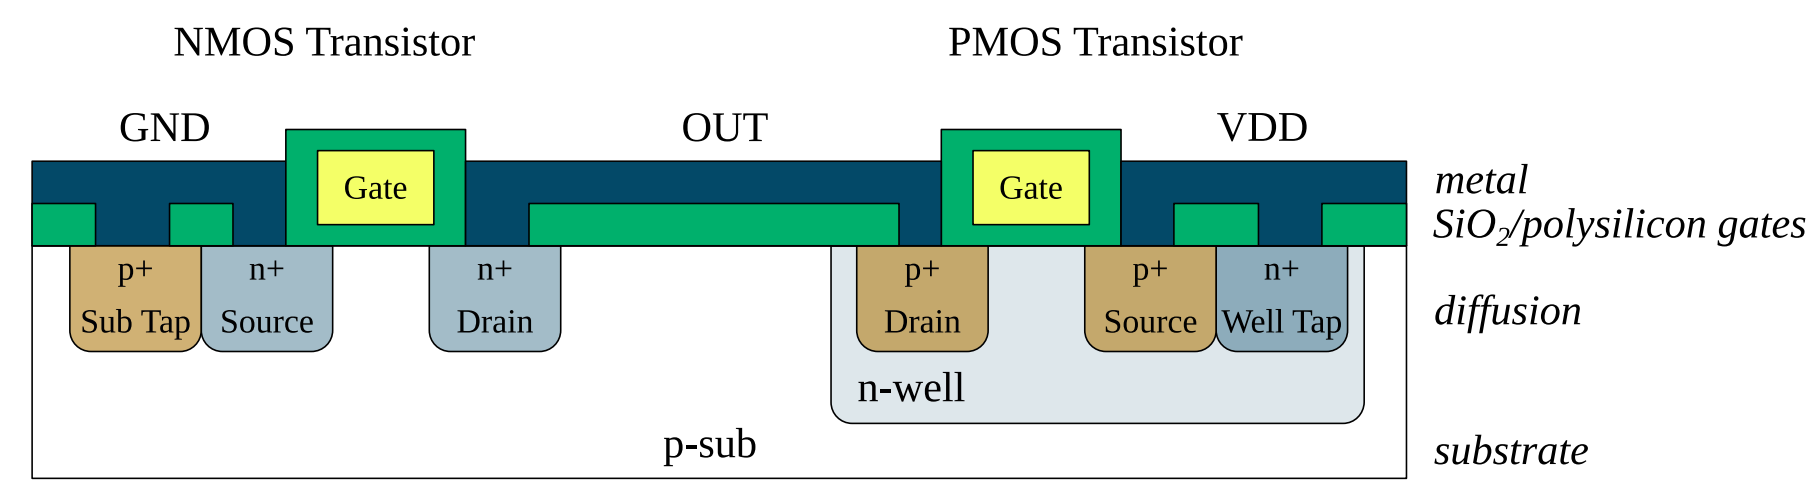 NMOS Transistor
PMOS Transistor
GND
OUT
VDD
Gate
Gate
metal
SiO₂/polysilicon gates
p+
Sub Tap
n+
Source
n+
Drain
p+
Drain
p+
Source
n+
Well Tap
diffusion
n-well
p-sub
substrate